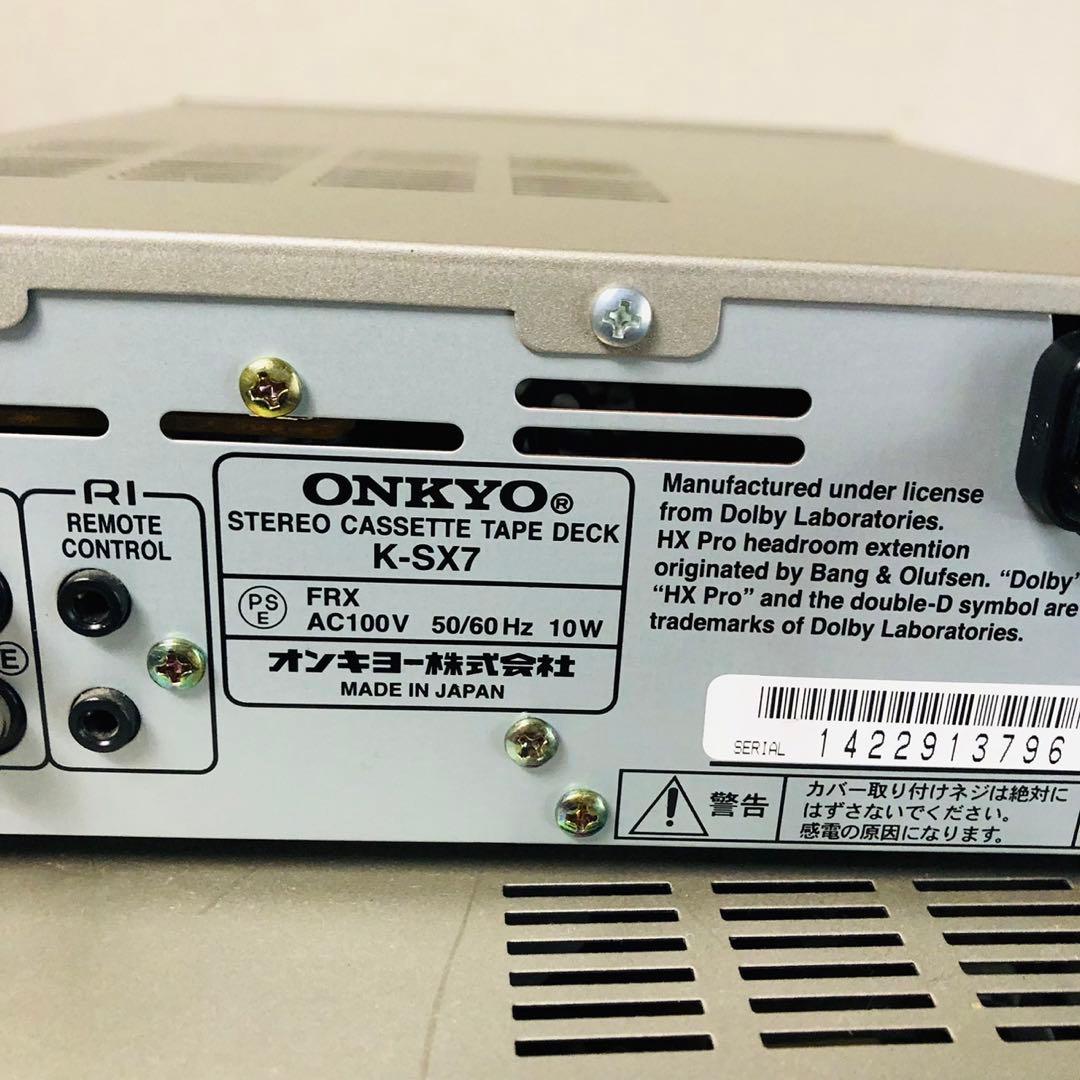 RI
REMOTE
CONTROL
E
ONKYO®
STEREO CASSETTE TAPE DECK
K-SX7
PS
E
FRX
AC100V 50/60Hz 10W
オンキヨー株式会社
MADE IN JAPAN
Manufactured under license
from Dolby Laboratories.
HX Pro headroom extention
originated by Bang & Olufsen. “Dolby”
“HX Pro” and the double-D symbol are
trademarks of Dolby Laboratories.
SERIAL 1422913796
警告
カバー取り付けネジは絶対に
はずさないでください。
感電の原因になります。